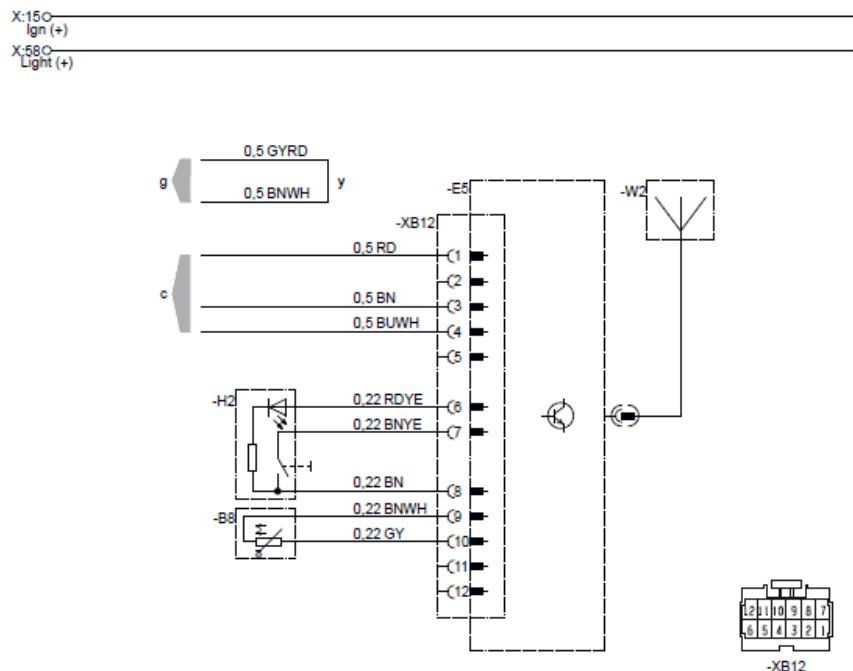 X:15
Ign (+)
X:58
Light (+)
0,5 GYRD
g
y
0,5 BNWH
-E5
-W2
-XB12
0,5 RD
1
2
c
0,5 BN
3
0,5 BUWH
4
5
-H2
0,22 RDYE
6
0,22 BNYE
7
0,22 BN
8
0,22 BNWH
9
-B8
0,22 GY
10
11
12
12 11 10 9 8 7
6 5 4 3 2 1
-XB12